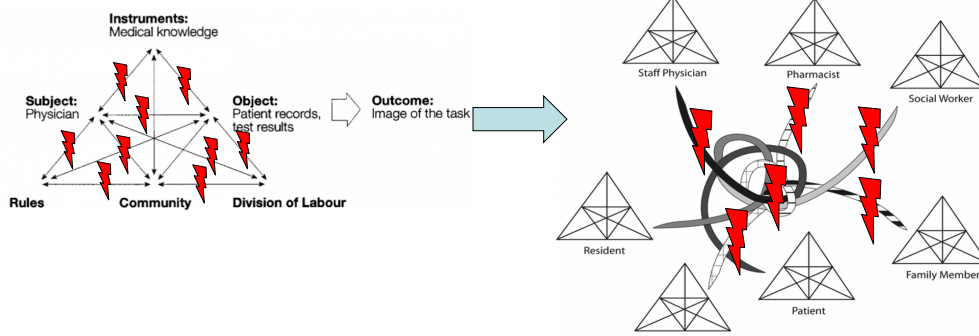 Instruments:
Medical knowledge
Subject:
Physician
Object:
Patient records,
test results
Outcome:
Image of the task
Rules
Community
Division of Labour
Staff Physician
Pharmacist
Social Worker
Resident
Family Member
Patient